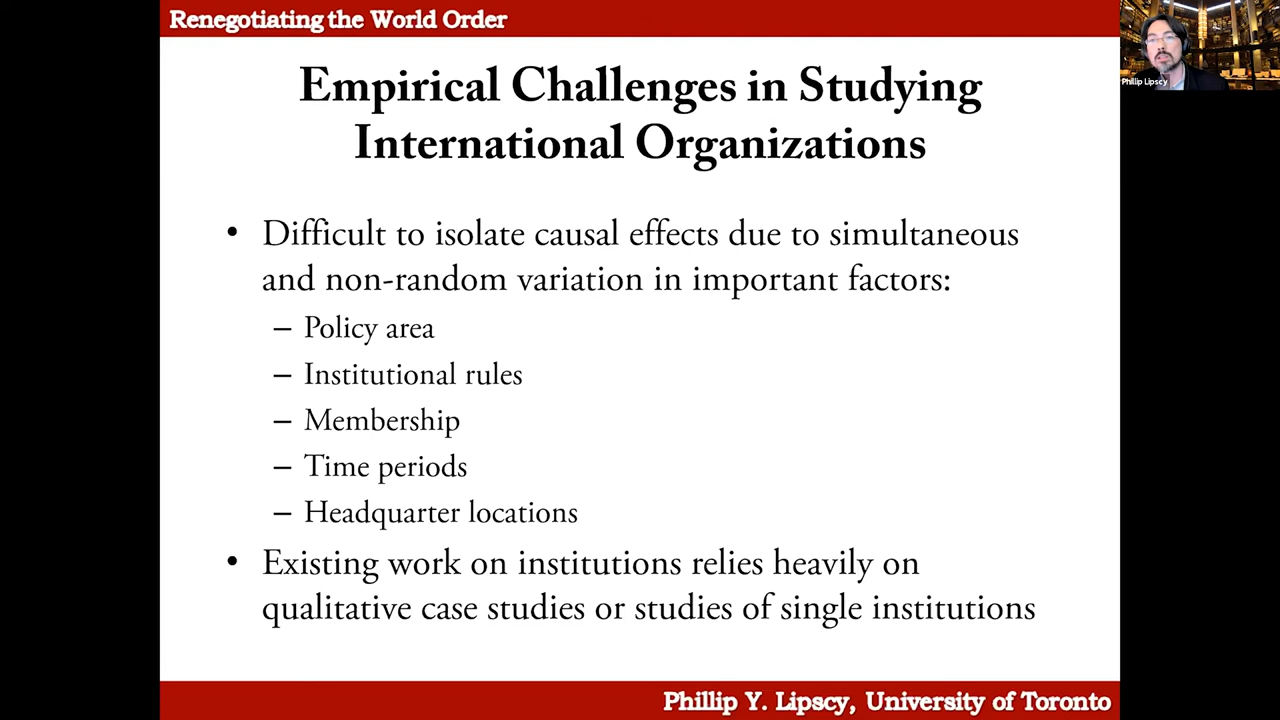 Renegotiating the World Order
Phillip Lipscy
Empirical Challenges in Studying
International Organizations
• Difficult to isolate causal effects due to simultaneous
and non-random variation in important factors:
– Policy area
– Institutional rules
– Membership
– Time periods
– Headquarter locations
• Existing work on institutions relies heavily on
qualitative case studies or studies of single institutions
Phillip Y. Lipscy, University of Toronto